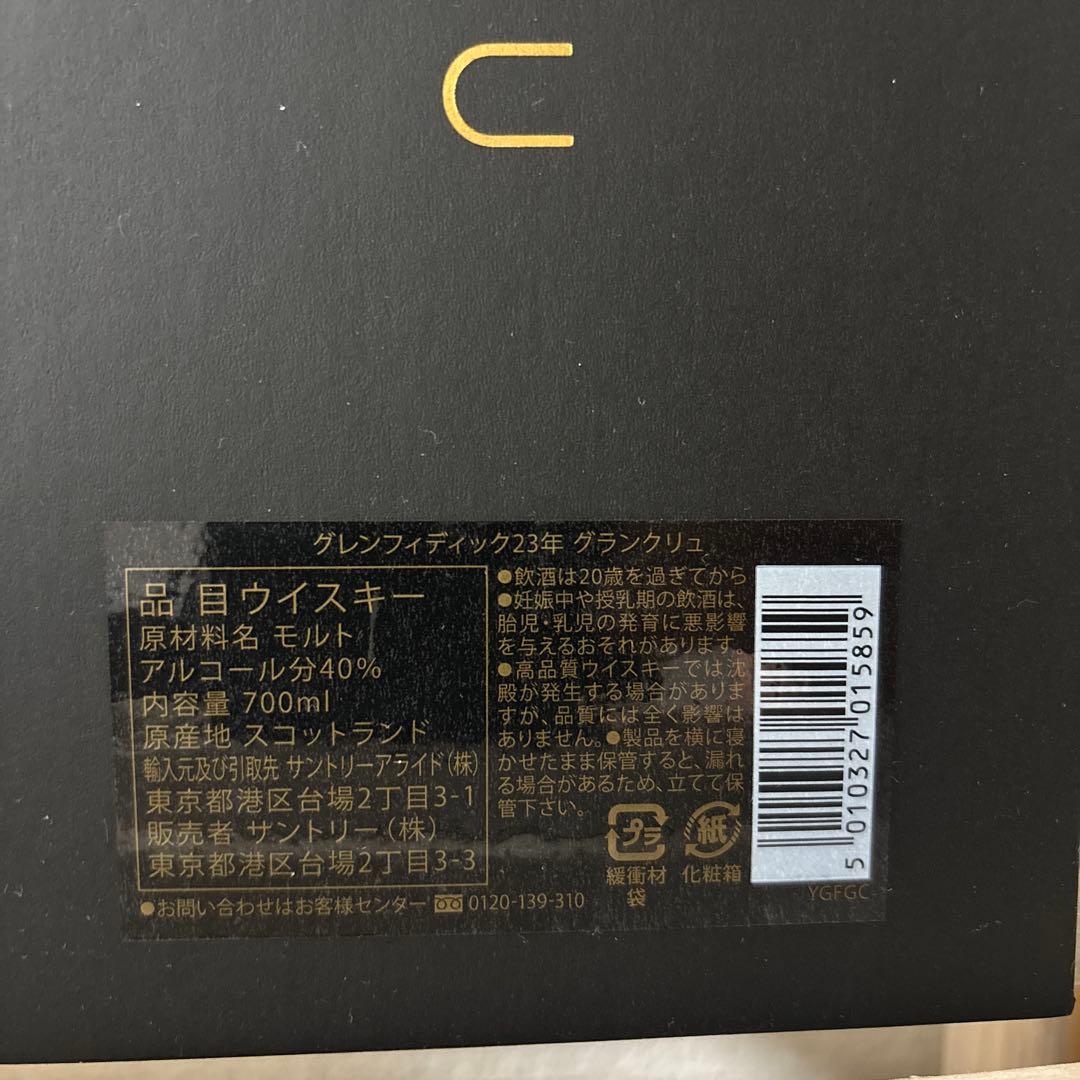 グレンフィディック23年 グランクリュ
品 目ウイスキー
原材料名 モルト
アルコール分40%
内容量 700ml
原産地 スコットランド
輸入元及び引取先 サントリーアライド(株)
東京都港区台場2丁目3-1
販売者 サントリー(株)
東京都港区台場2丁目3-3
●お問い合わせはお客様センター 0120-139-310
●飲酒は20歳を過ぎてから
●妊娠中や授乳期の飲酒は、
胎児・乳児の発育に悪影響
を与えるおそれがあります。
●高品質ウイスキーでは沈
殿が発生する場合がありま
すが、品質には全く影響は
ありません。●製品を横に寝
かせたまま保管すると、漏れ
る場合があるため、立てて保
管下さい。
プラ
緩衝材
袋
紙
化粧箱
5 010327 015859
YGFGC